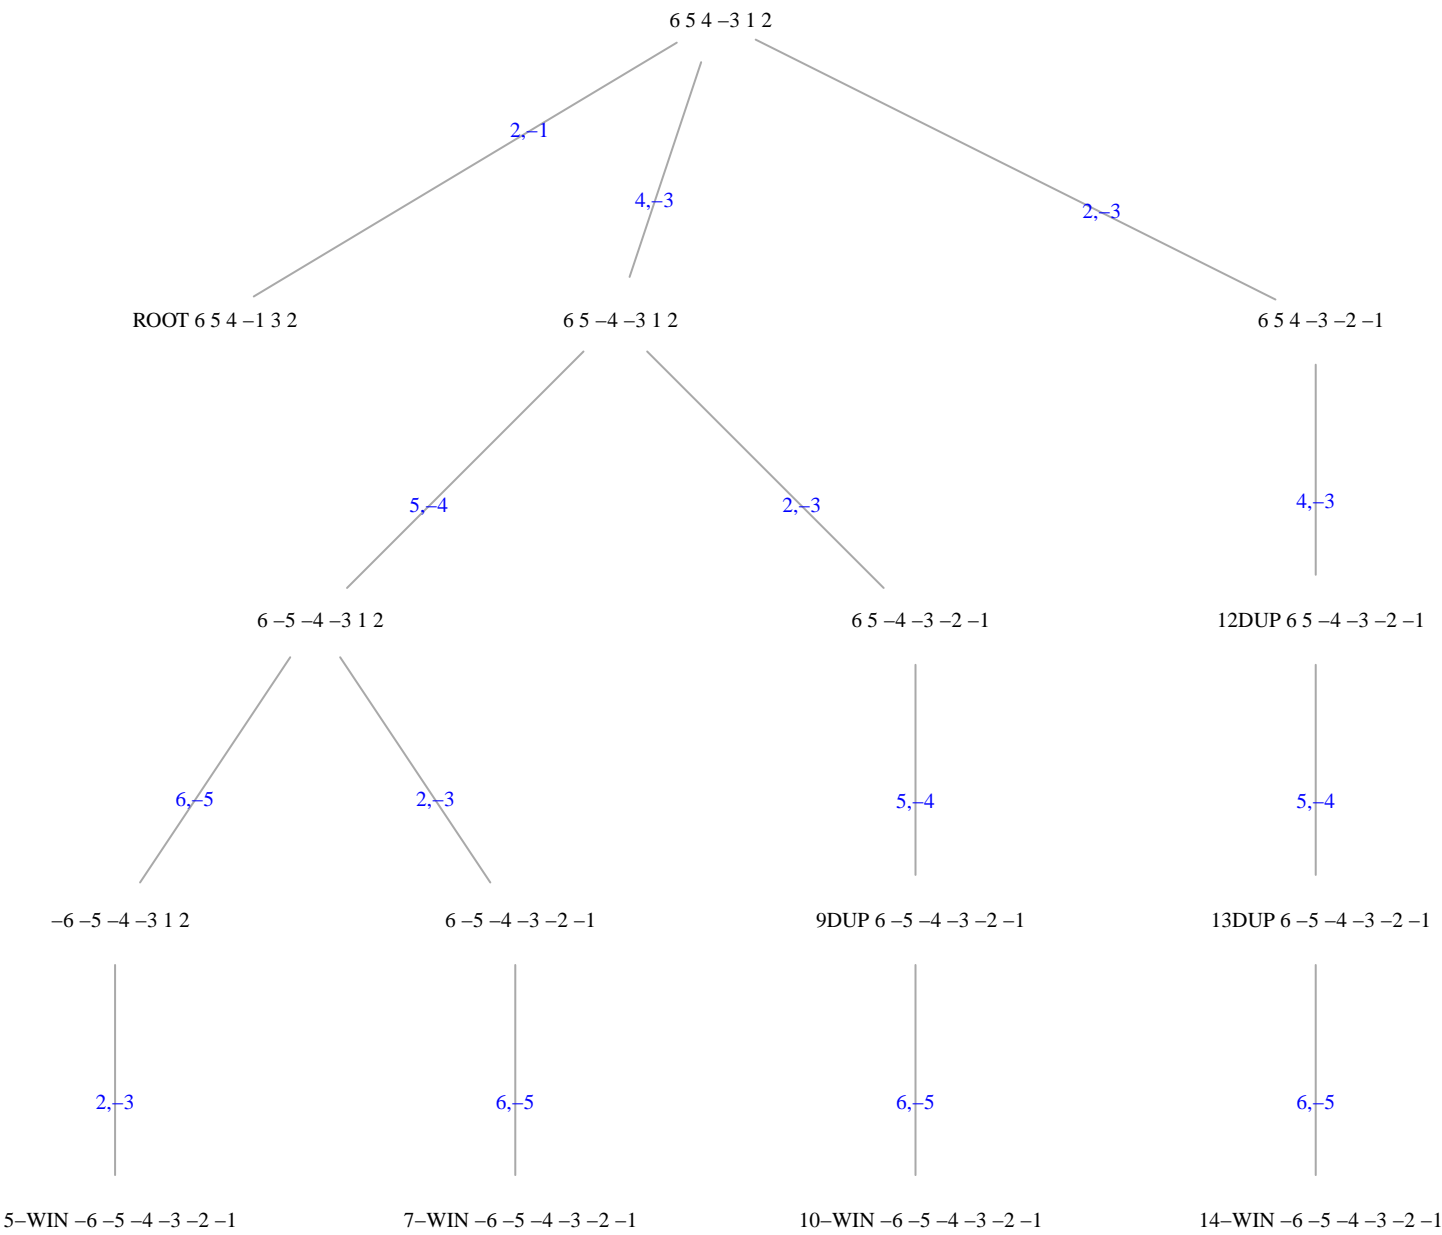 6 5 4 –3 1 2
2,–1
4,–3
2,–3
ROOT 6 5 4 –1 3 2
6 5 –4 –3 1 2
6 5 4 –3 –2 –1
5,–4
2,–3
4,–3
6 –5 –4 –3 1 2
6 5 –4 –3 –2 –1
12DUP 6 5 –4 –3 –2 –1
6,–5
2,–3
5,–4
5,–4
–6 –5 –4 –3 1 2
6 –5 –4 –3 –2 –1
9DUP 6 –5 –4 –3 –2 –1
13DUP 6 –5 –4 –3 –2 –1
2,–3
6,–5
6,–5
6,–5
5–WIN –6 –5 –4 –3 –2 –1
7–WIN –6 –5 –4 –3 –2 –1
10–WIN –6 –5 –4 –3 –2 –1
14–WIN –6 –5 –4 –3 –2 –1